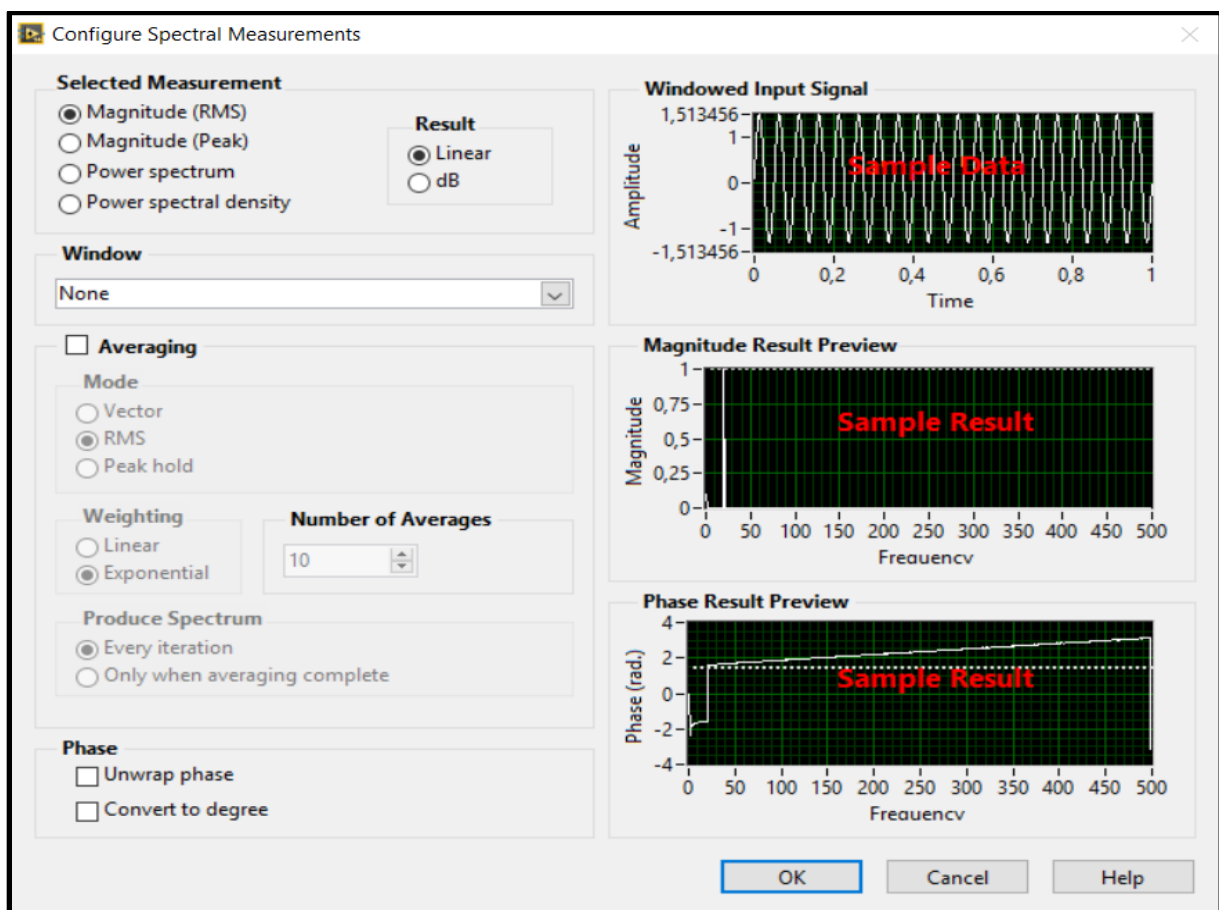 Configure Spectral Measurements
Selected Measurement
Magnitude (RMS)
Magnitude (Peak)
Power spectrum
Power spectral density
Result
Linear
dB
Window
None
Averaging
Mode
Vector
RMS
Peak hold
Weighting
Linear
Exponential
Number of Averages
10
Produce Spectrum
Every iteration
Only when averaging complete
Phase
Unwrap phase
Convert to degree
Windowed Input Signal
Amplitude
1,513456
1
0
-1
-1,513456
Sample Data
0 0,2 0,4 0,6 0,8 1
Time
Magnitude Result Preview
Magnitude
1
0,75
0,5
0,25
0
Sample Result
0 50 100 150 200 250 300 350 400 450 500
Frequency
Phase Result Preview
Phase (rad.)
4
2
0
-2
-4
Sample Result
0 50 100 150 200 250 300 350 400 450 500
Frequency
OK Cancel Help